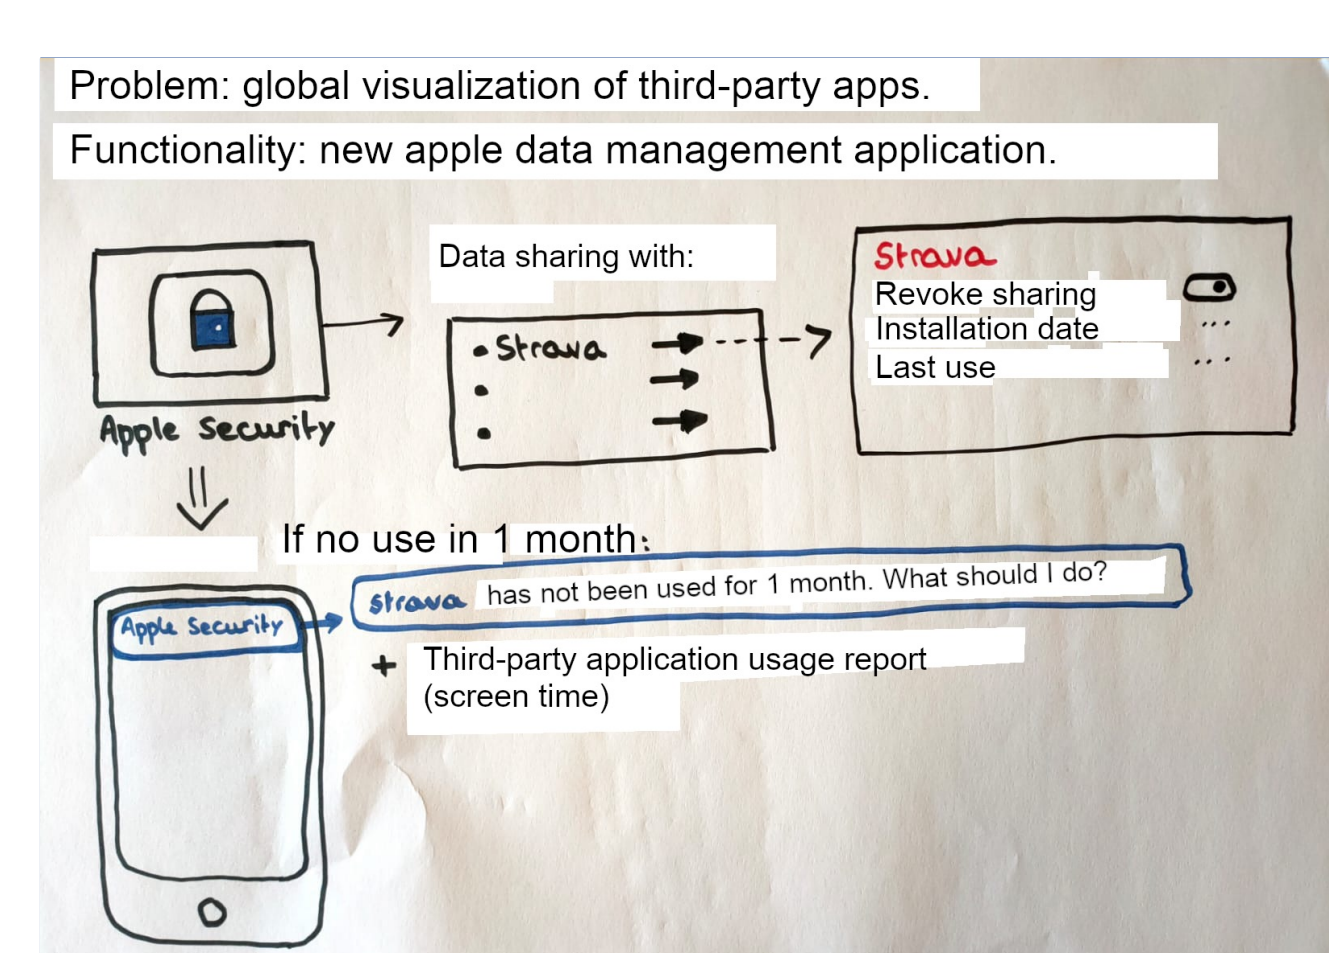 Problem: global visualization of third-party apps.
Functionality: new apple data management application.
Data sharing with:
Strava
Strava
Revoke sharing
Installation date
Last use
...
...
Apple Security
If no use in 1 month:
Apple Security
Strava has not been used for 1 month. What should I do?
+ Third-party application usage report
(screen time)